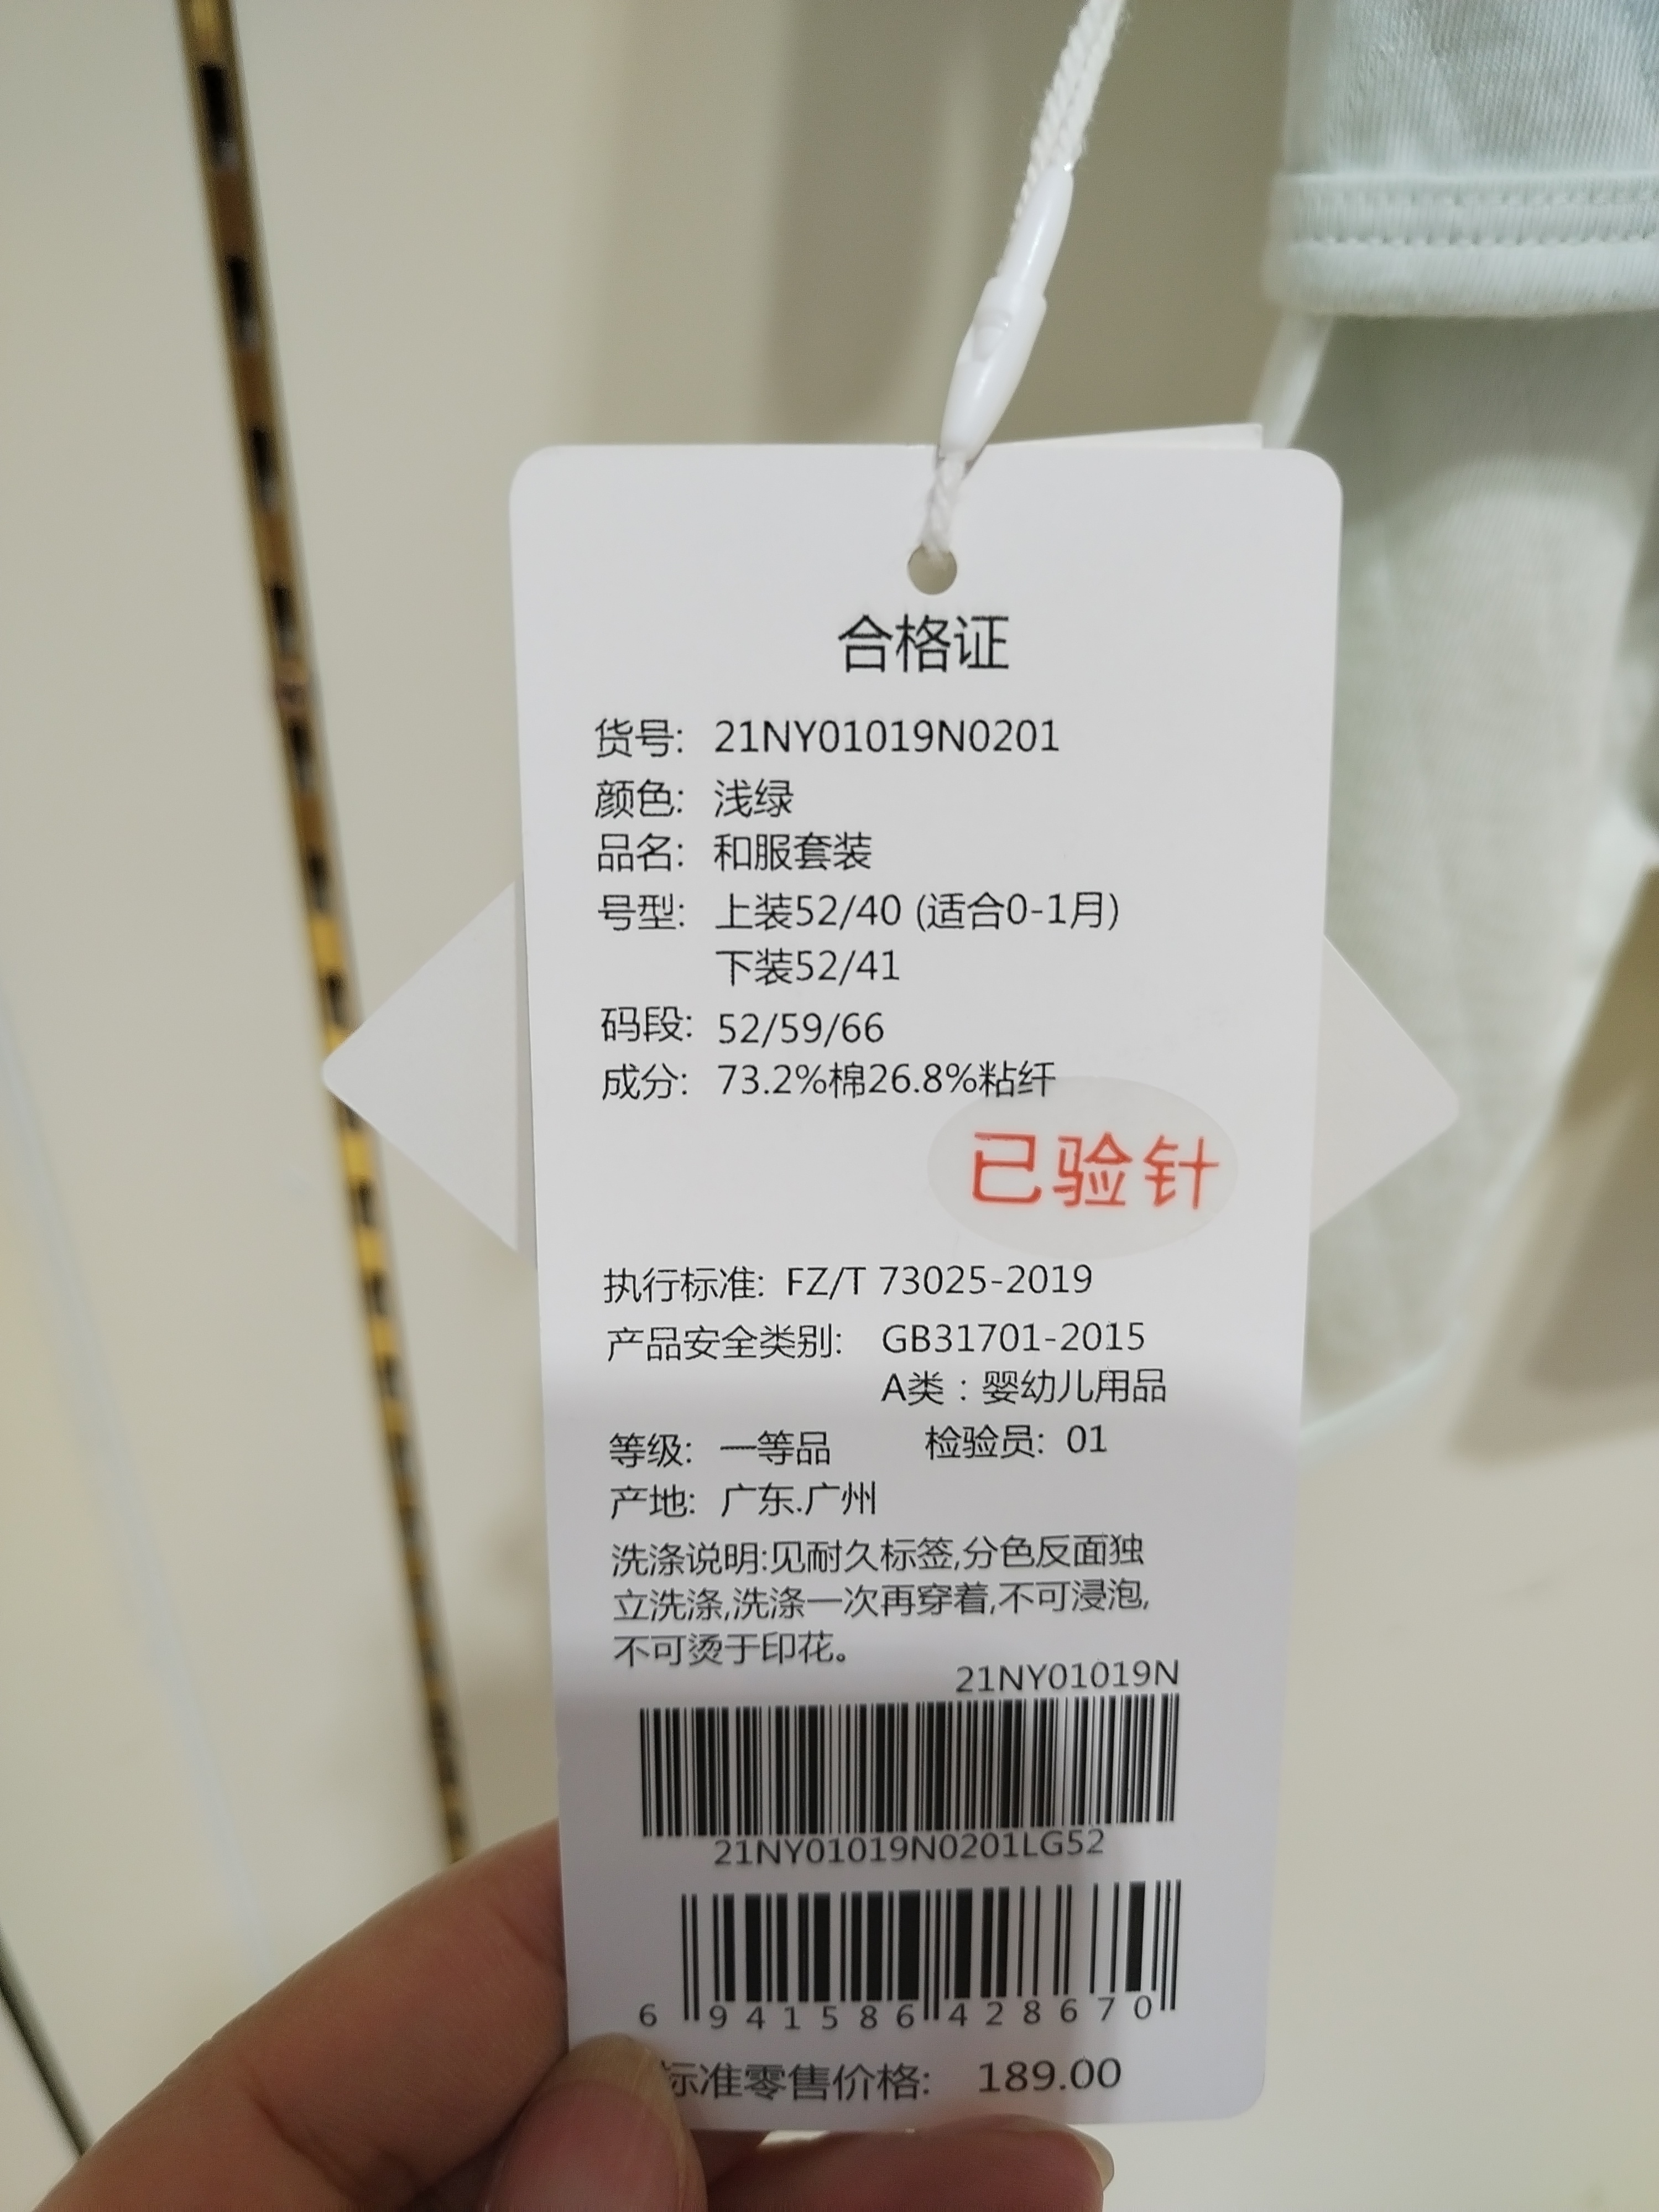 合格证
货号: 21NY01019N0201
颜色: 浅绿
品名: 和服套装
号型: 上装52/40 (适合0-1月)
下装52/41
码段: 52/59/66
成分: 73.2%棉26.8%粘纤
已验针
执行标准: FZ/T 73025-2019
产品安全类别: GB31701-2015
A类：婴幼儿用品
等级: 一等品 检验员: 01
产地: 广东.广州
洗涤说明:见耐久标签,分色反面独
立洗涤,洗涤一次再穿着,不可浸泡,
不可烫于印花。
21NY01019N
21NY01019N0201LG52
6 941586 428670
标准零售价格: 189.00